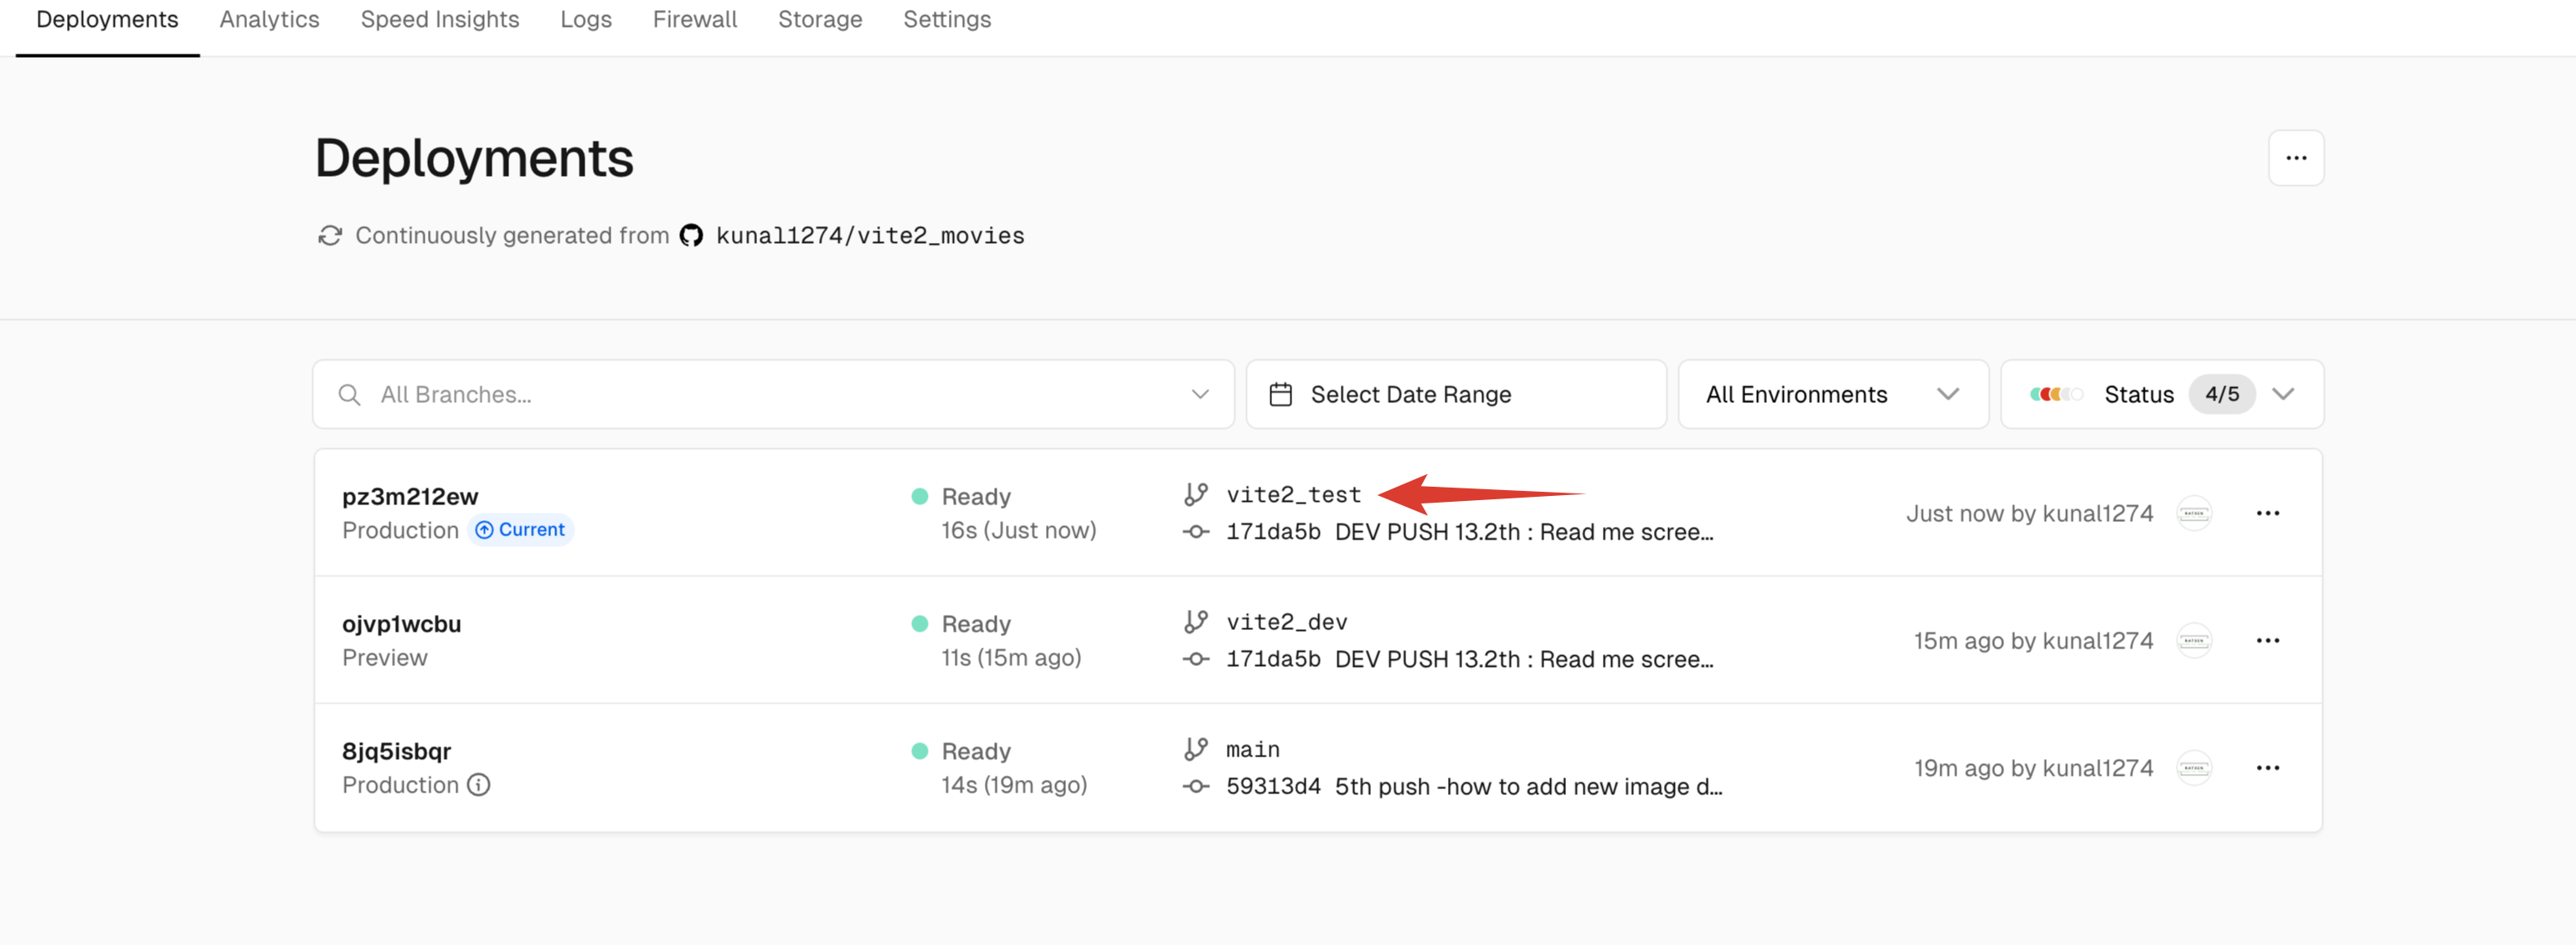 Deployments Analytics Speed Insights Logs Firewall Storage Settings
Deployments
Continuously generated from kunal1274/vite2_movies
All Branches...
Select Date Range
All Environments
Status 4/5
pz3m212ew
Production Current
Ready
16s (Just now)
vite2_test
171da5b DEV PUSH 13.2th : Read me scree...
Just now by kunal1274
ojvp1wcbu
Preview
Ready
11s (15m ago)
vite2_dev
171da5b DEV PUSH 13.2th : Read me scree...
15m ago by kunal1274
8jq5isbqr
Production
Ready
14s (19m ago)
main
59313d4 5th push -how to add new image d...
19m ago by kunal1274